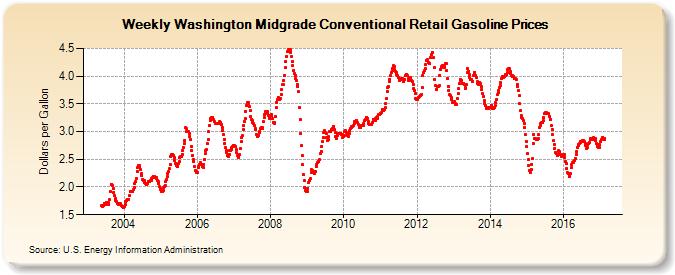 Weekly Washington Midgrade Conventional Retail Gasoline Prices
Dollars per Gallon
4.5
4.0
3.5
3.0
2.5
2.0
1.5
2004 2006 2008 2010 2012 2014 2016
Source: U.S. Energy Information Administration